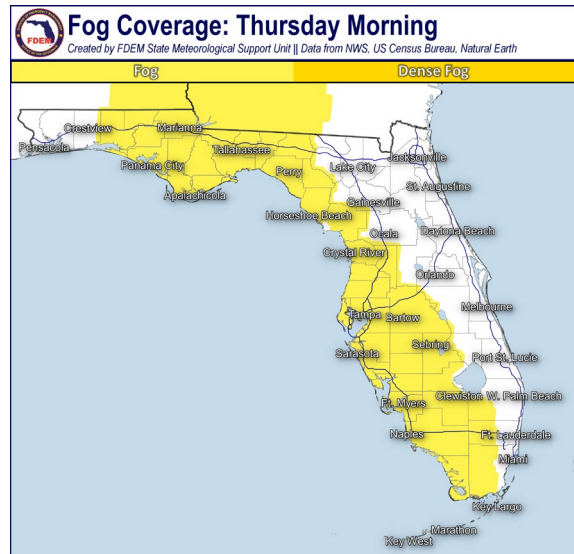 Fog Coverage: Thursday Morning
Created by FDEM State Meteorological Support Unit || Data from NWS, US Census Bureau, Natural Earth
FDEM
Fog Dense Fog
Crestview
Marianna
Pensacola
Tallahassee
Jacksonville
Panama City
Perry
Lake City
St. Augustine
Apalachicola
Gainesville
Horseshoe Beach
Ocala
Daytona Beach
Crystal River
Orlando
Melbourne
Tampa
Bartow
Sebring
Sarasota
Port St. Lucie
Clewiston
W. Palm Beach
Ft. Myers
Naples
Ft. Lauderdale
Miami
Key Largo
Marathon
Key West